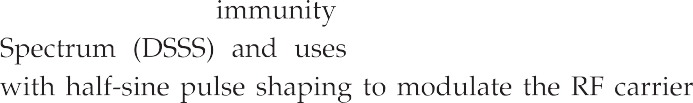 immunity
Spectrum (DSSS) and uses
with half-sine pulse shaping to modulate the RF carrier